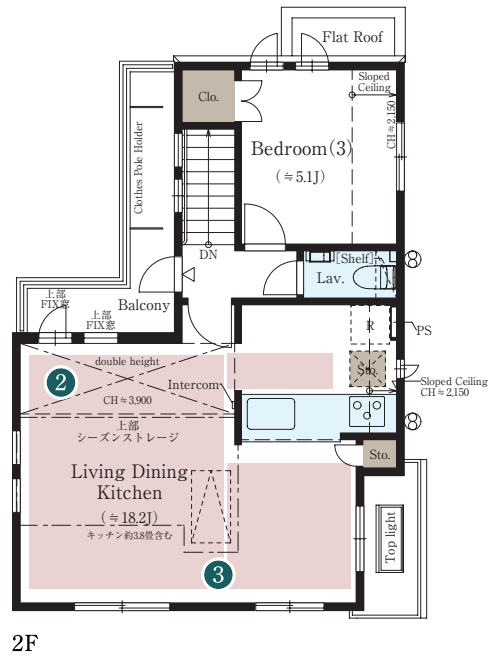 Flat Roof
Sloped
Ceiling
CH≒2,150
Clo.
Clothes Pole Holder
Bedroom(3)
(≒5.1J)
DN
[Shelf]
Lav.
8
上部
FIX窓
上部
FIX窓
Balcony
R
PS
double height
2
Intercom
Sto.
Sloped Ceiling
CH≒2,150
CH≒3,900
8
上部
シーズンストレージ
Sto.
Living Dining
Kitchen
(≒18.2J)
キッチン約3.8畳含む
Top light
3
2F